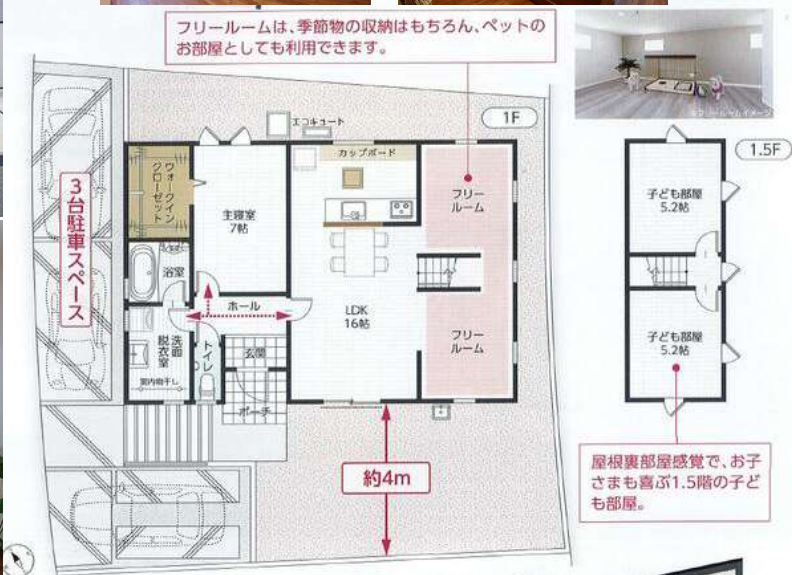 フリールームは、季節物の収納はもちろん、ペットの
お部屋としても利用できます。
エコキュート
1F
カップボード
ウォークイン
クローゼット
主寝室
7帖
フリー
ルーム
3台駐車スペース
浴室
ホール
LDK
16帖
洗面
脱衣室
室内物干し
トイレ
玄関
ポーチ
フリー
ルーム
約4m
1.5F
子ども部屋
5.2帖
子ども部屋
5.2帖
屋根裏部屋感覚で、お子
さまも喜ぶ1.5階の子ど
も部屋。